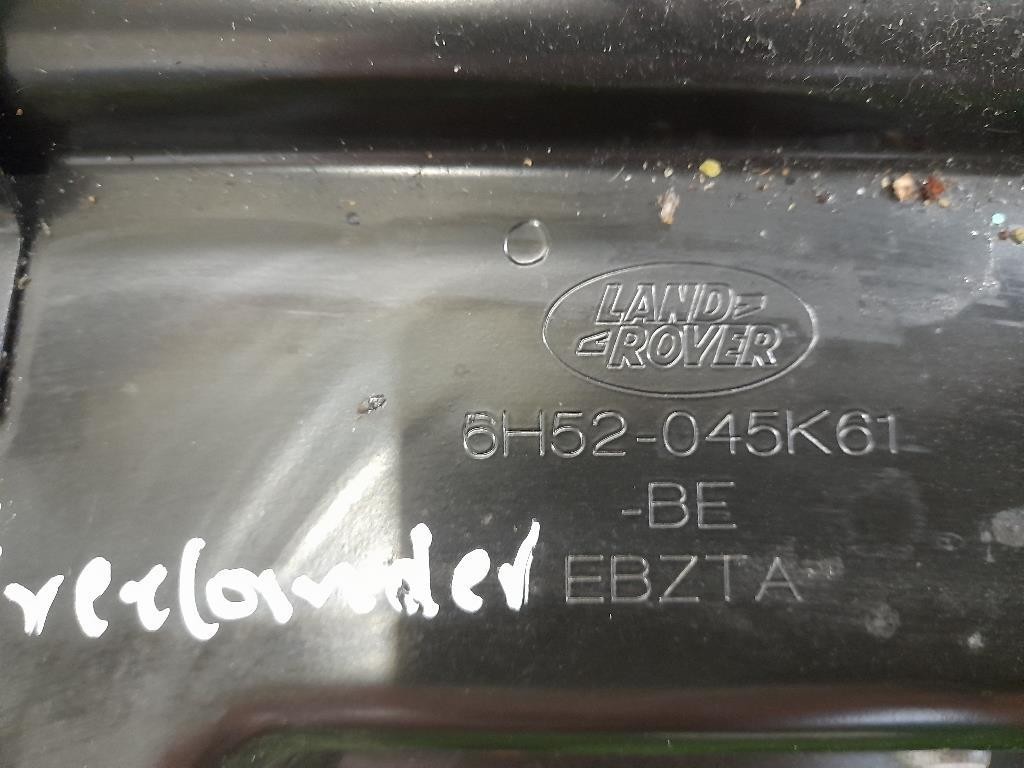 LAND
ROVER
6H52-045K61
-BE
EBZTA